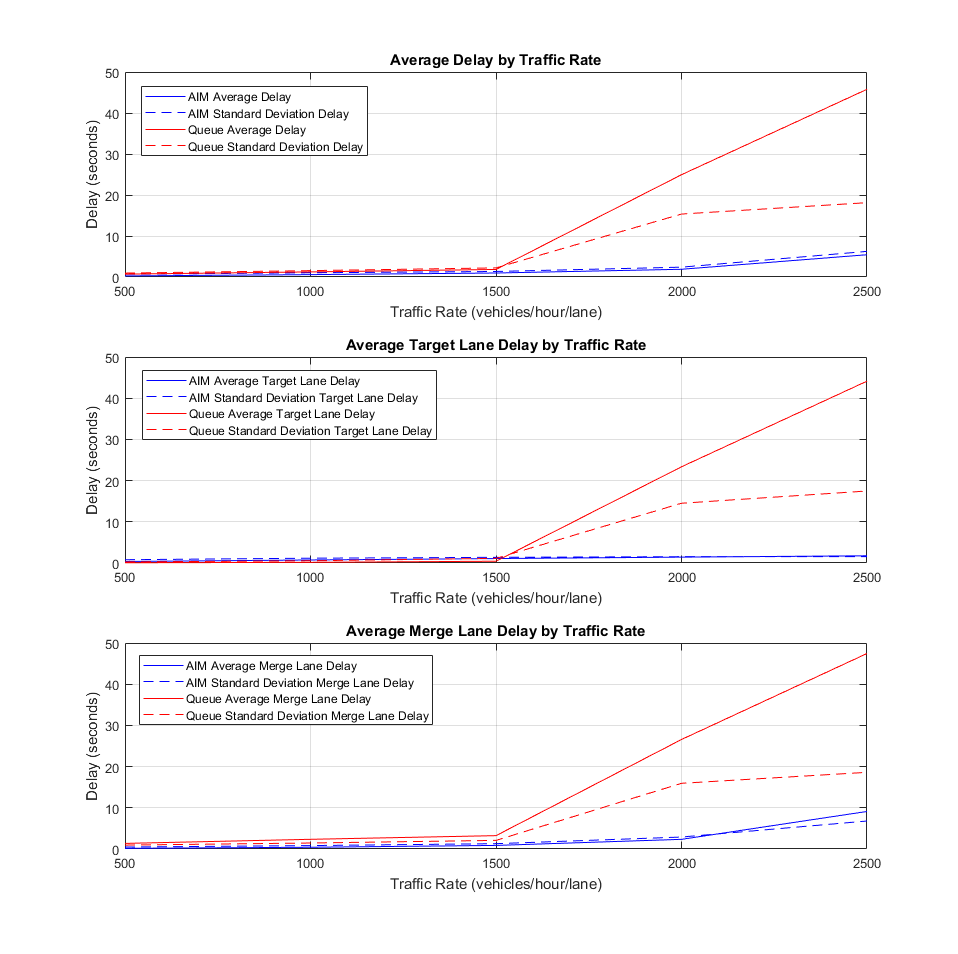 Average Delay by Traffic Rate
50
40
30
20
10
0
Delay (seconds)
AIM Average Delay
AIM Standard Deviation Delay
Queue Average Delay
Queue Standard Deviation Delay
500 1000 1500 2000 2500
Traffic Rate (vehicles/hour/lane)
Average Target Lane Delay by Traffic Rate
50
40
30
20
10
0
Delay (seconds)
AIM Average Target Lane Delay
AIM Standard Deviation Target Lane Delay
Queue Average Target Lane Delay
Queue Standard Deviation Target Lane Delay
500 1000 1500 2000 2500
Traffic Rate (vehicles/hour/lane)
Average Merge Lane Delay by Traffic Rate
50
40
30
20
10
0
Delay (seconds)
AIM Average Merge Lane Delay
AIM Standard Deviation Merge Lane Delay
Queue Average Merge Lane Delay
Queue Standard Deviation Merge Lane Delay
500 1000 1500 2000 2500
Traffic Rate (vehicles/hour/lane)